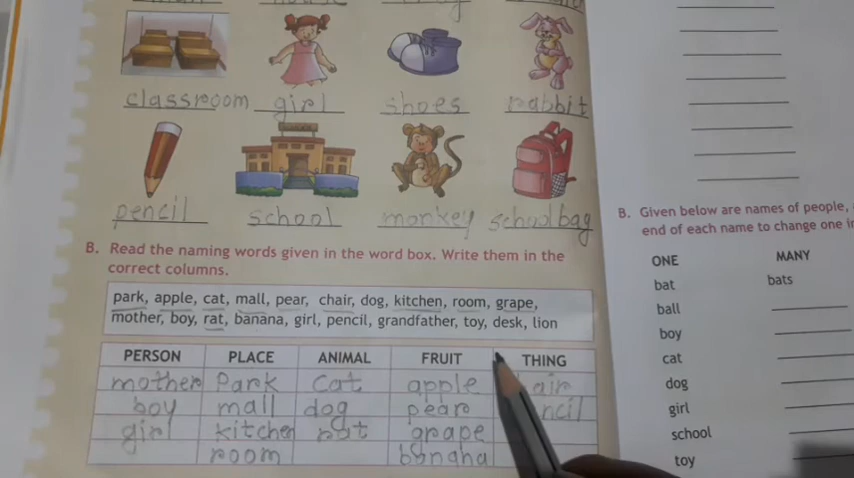 classroom girl shoes rabbit
pencil school monkey schoolbag
B. Read the naming words given in the word box. Write them in the
correct columns.
park, apple, cat, mall, pear, chair, dog, kitchen, room, grape,
mother, boy, rat, banana, girl, pencil, grandfather, toy, desk, lion
PERSON PLACE ANIMAL FRUIT THING
mother Park Cat apple
boy mall dog pear
girl kitchen rat grape
room banana
B. Given below are names of people,
end of each name to change one
ONE MANY
bat bats
ball
boy
cat
dog
girl
school
toy